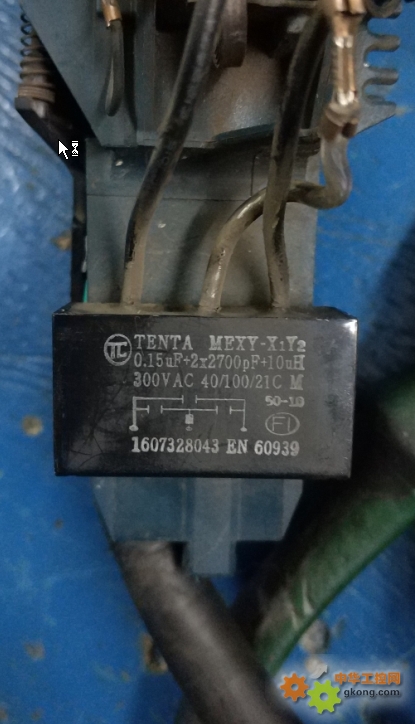 TENTA MEXY-X1Y2
0.15uF+2x2700pF+10uH
300VAC 40/100/21C M
50-10
FI
1607328043 EN 60939
中华工控网
gkong.com